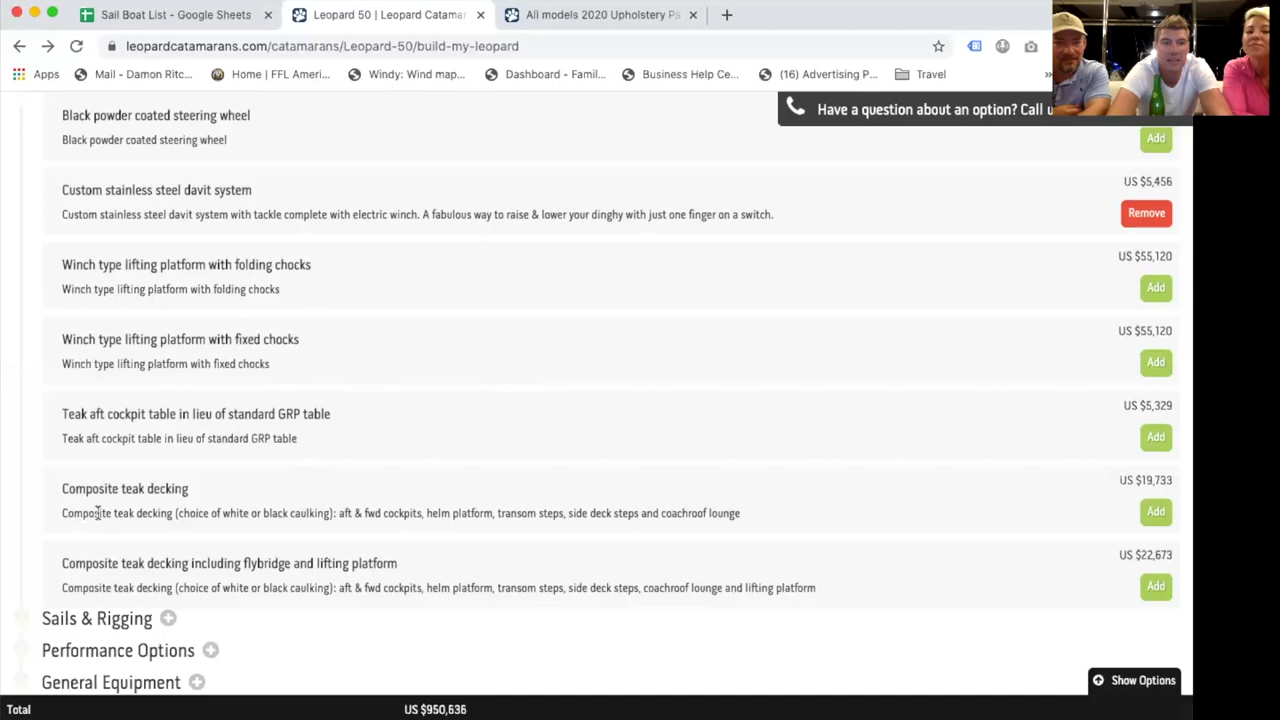 Sail Boat List - Google Sheets
Leopard 50 | Leopard Catamar
All models 2020 Upholstery Pa
leopardcatamarans.com/catamarans/Leopard-50/build-my-leopard
Apps
Mail - Damon Ritc...
Home | FFL Ameri...
Windy: Wind map...
Dashboard - Famil...
Business Help Ce...
(16) Advertising P...
Travel
Have a question about an option? Call u
Black powder coated steering wheel
Black powder coated steering wheel
Add
Custom stainless steel davit system
US $5,456
Custom stainless steel davit system with tackle complete with electric winch. A fabulous way to raise & lower your dinghy with just one finger on a switch.
Remove
Winch type lifting platform with folding chocks
US $55,120
Winch type lifting platform with folding chocks
Add
Winch type lifting platform with fixed chocks
US $55,120
Winch type lifting platform with fixed chocks
Add
Teak aft cockpit table in lieu of standard GRP table
US $5,329
Teak aft cockpit table in lieu of standard GRP table
Add
Composite teak decking
US $19,733
Composite teak decking (choice of white or black caulking): aft & fwd cockpits, helm platform, transom steps, side deck steps and coachroof lounge
Add
Composite teak decking including flybridge and lifting platform
US $22,673
Composite teak decking (choice of white or black caulking): aft & fwd cockpits, helm platform, transom steps, side deck steps, coachroof lounge and lifting platform
Add
Sails & Rigging
Performance Options
General Equipment
Show Options
Total
US $950,636